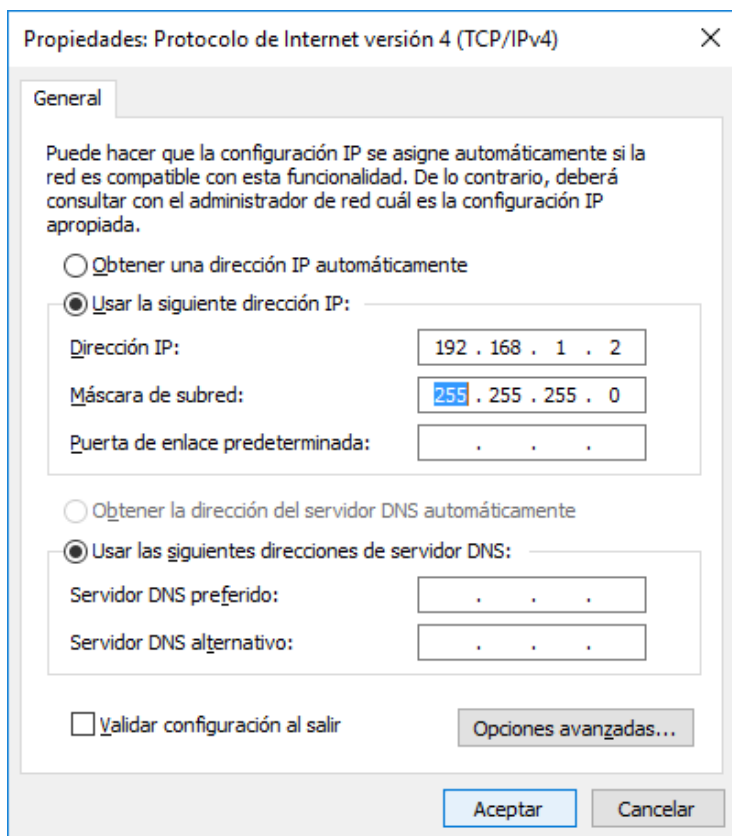 Propiedades: Protocolo de Internet versión 4 (TCP/IPv4)
General
Puede hacer que la configuración IP se asigne automáticamente si la
red es compatible con esta funcionalidad. De lo contrario, deberá
consultar con el administrador de red cuál es la configuración IP
apropiada.
Obtener una dirección IP automáticamente
Usar la siguiente dirección IP:
Dirección IP: 192 . 168 . 1 . 2
Máscara de subred: 255 . 255 . 255 . 0
Puerta de enlace predeterminada: . . .
Obtener la dirección del servidor DNS automáticamente
Usar las siguientes direcciones de servidor DNS:
Servidor DNS preferido: . . .
Servidor DNS alternativo: . . .
Validar configuración al salir Opciones avanzadas...
Aceptar Cancelar